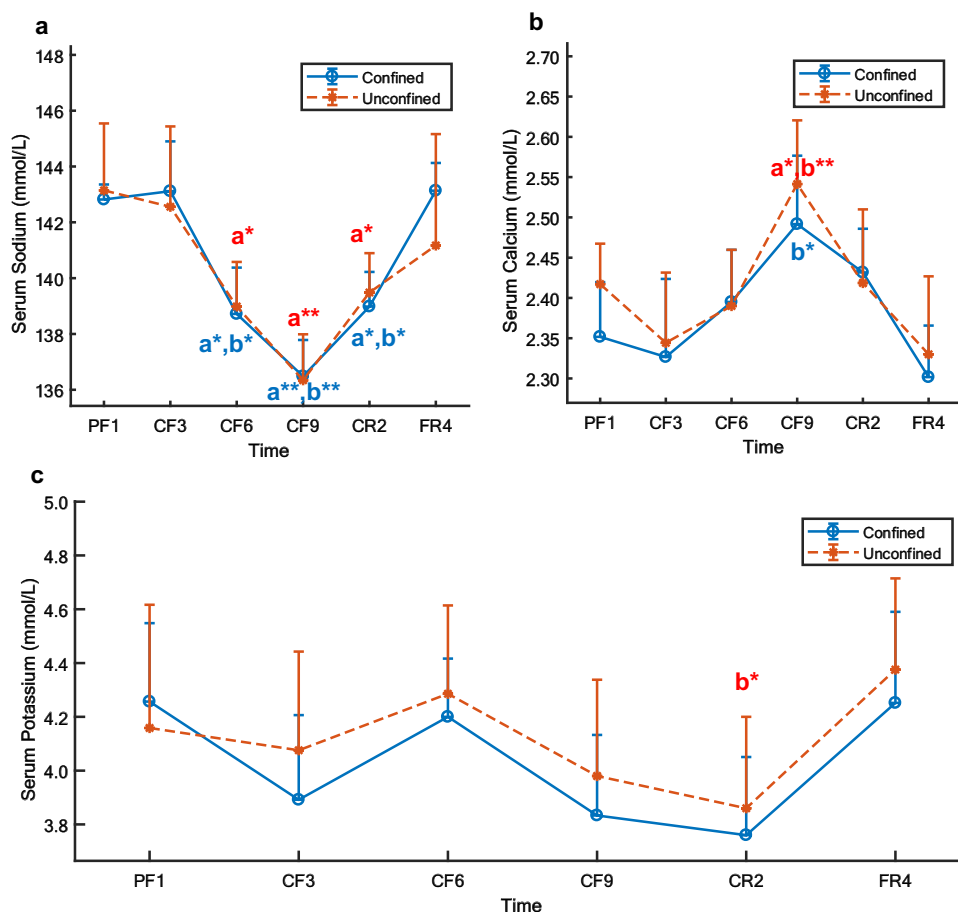 a
148
146
144
142
140
138
136
Serum Sodium (mmol/L)
Confined
Unconfined
a*
a*
a**
a*,b*
a*,b*
a**,b**
PF1 CF3 CF6 CF9 CR2 FR4
Time
b
2.70
2.65
2.60
2.55
2.50
2.45
2.40
2.35
2.30
Serum Calcium (mmol/L)
Confined
Unconfined
a*,b**
b*
PF1 CF3 CF6 CF9 CR2 FR4
Time
c
5.0
4.8
4.6
4.4
4.2
4.0
3.8
Serum Potassium (mmol/L)
Confined
Unconfined
b*
PF1 CF3 CF6 CF9 CR2 FR4
Time